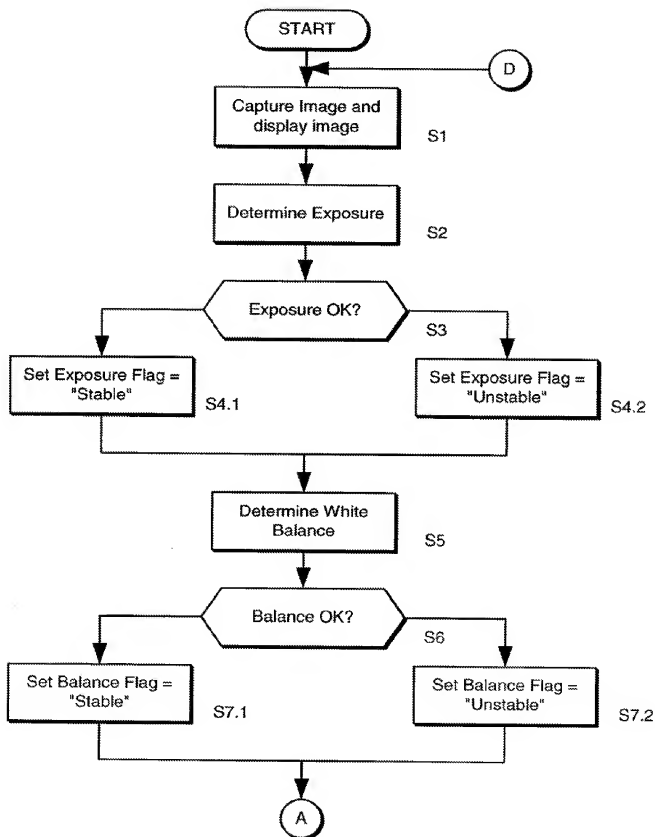 START
D
Capture Image and
display image
S1
Determine Exposure
S2
Exposure OK?
S3
Set Exposure Flag =
"Stable"
S4.1
Set Exposure Flag =
"Unstable"
S4.2
Determine White
Balance
S5
Balance OK?
S6
Set Balance Flag =
"Stable"
S7.1
Set Balance Flag =
"Unstable"
S7.2
A